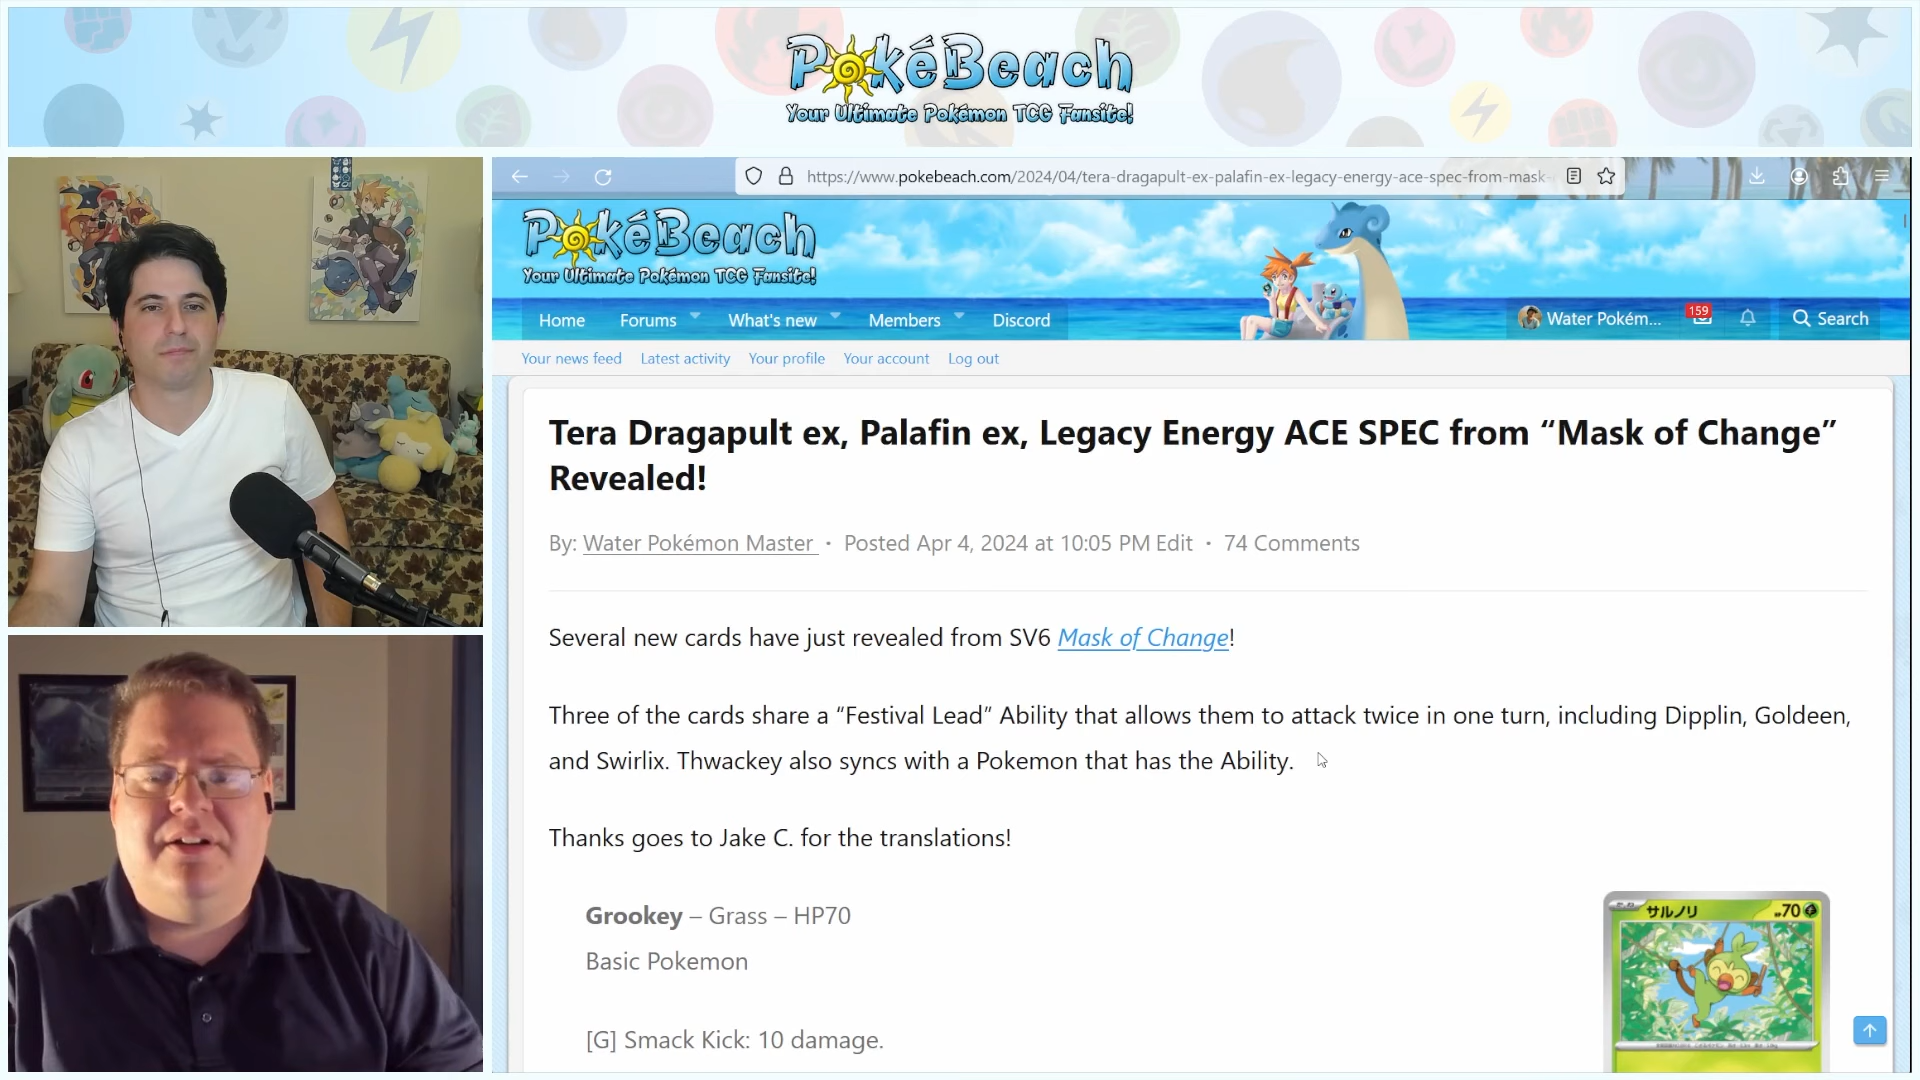 PokéBeach
Your Ultimate Pokémon TCG Fansite!
https://www.pokebeach.com/2024/04/tera-dragapult-ex-palafin-ex-legacy-energy-ace-spec-from-mask-
PokéBeach
Your Ultimate Pokémon TCG Fansite!
Home Forums What's new Members Discord
Water Pokém... 159 Search
Your news feed Latest activity Your profile Your account Log out
Tera Dragapult ex, Palafin ex, Legacy Energy ACE SPEC from “Mask of Change”
Revealed!
By: Water Pokémon Master · Posted Apr 4, 2024 at 10:05 PM Edit · 74 Comments
Several new cards have just revealed from SV6 Mask of Change!
Three of the cards share a “Festival Lead” Ability that allows them to attack twice in one turn, including Dipplin, Goldeen,
and Swirlix. Thwackey also syncs with a Pokemon that has the Ability.
Thanks goes to Jake C. for the translations!
Grookey – Grass – HP70
Basic Pokemon
[G] Smack Kick: 10 damage.
サルノリ HP70